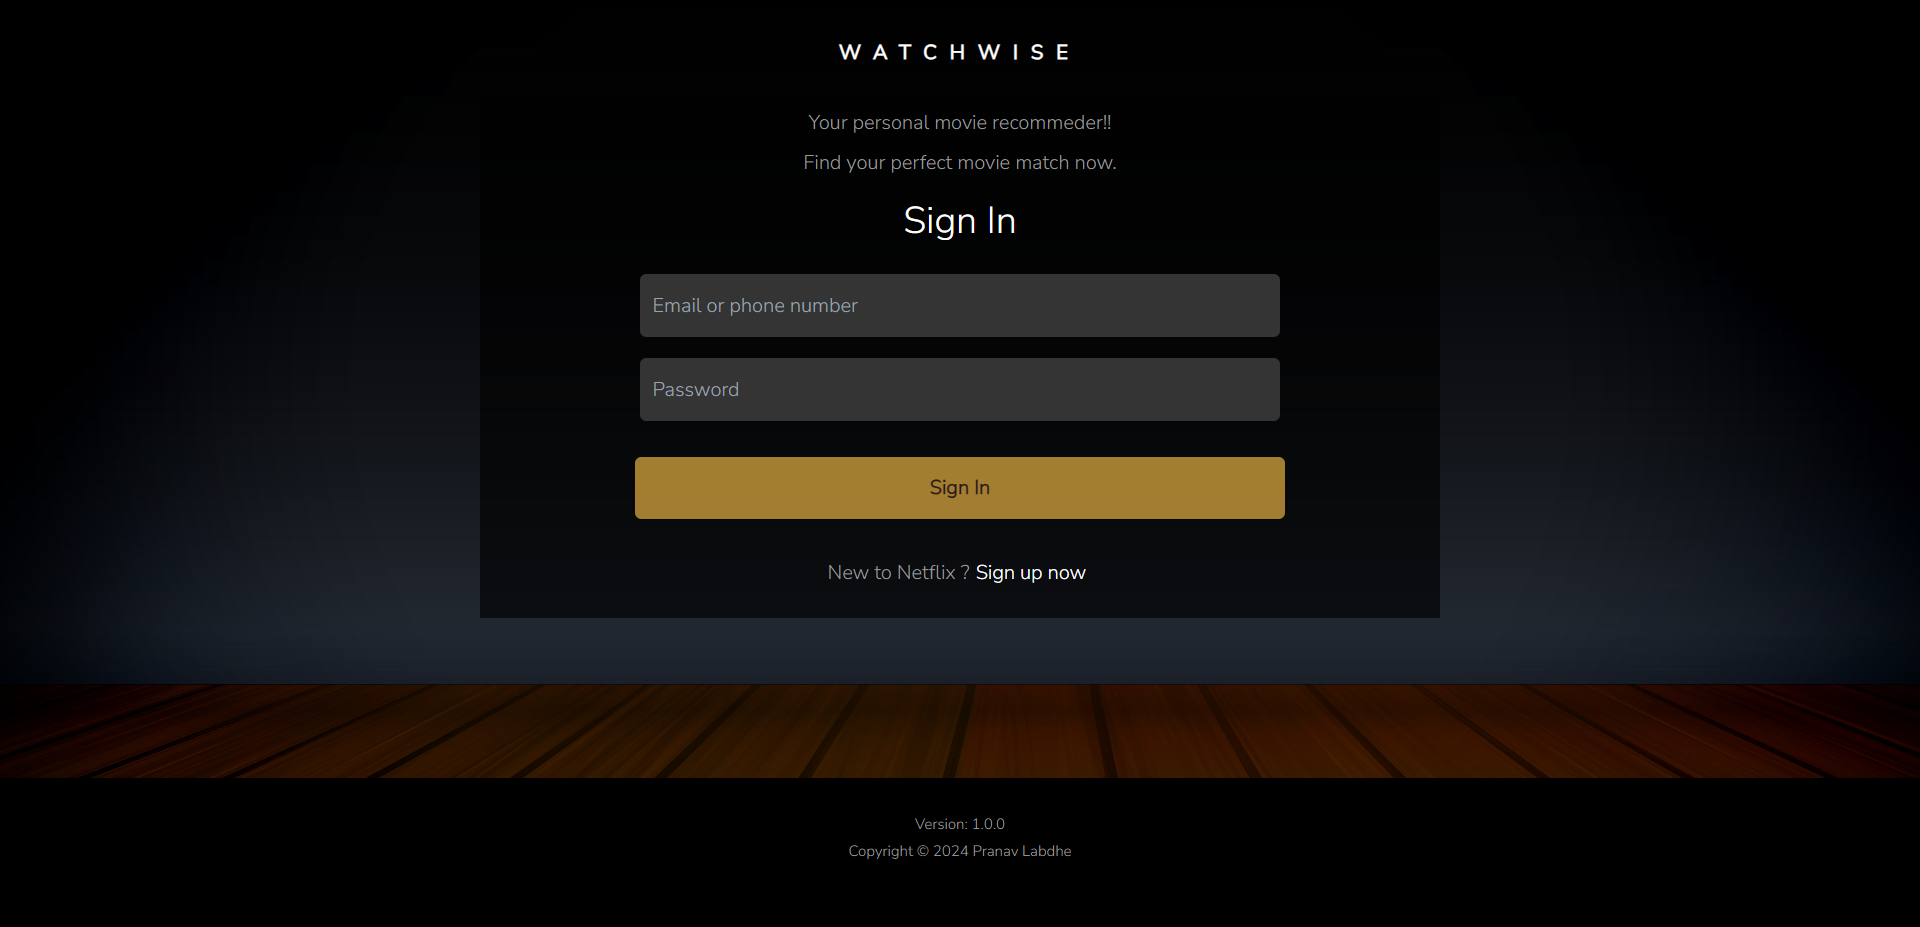 WATCHWISE
Your personal movie recommeder!!
Find your perfect movie match now.
Sign In
Email or phone number
Password
Sign In
New to Netflix ? Sign up now
Version: 1.0.0
Copyright © 2024 Pranav Labdhe